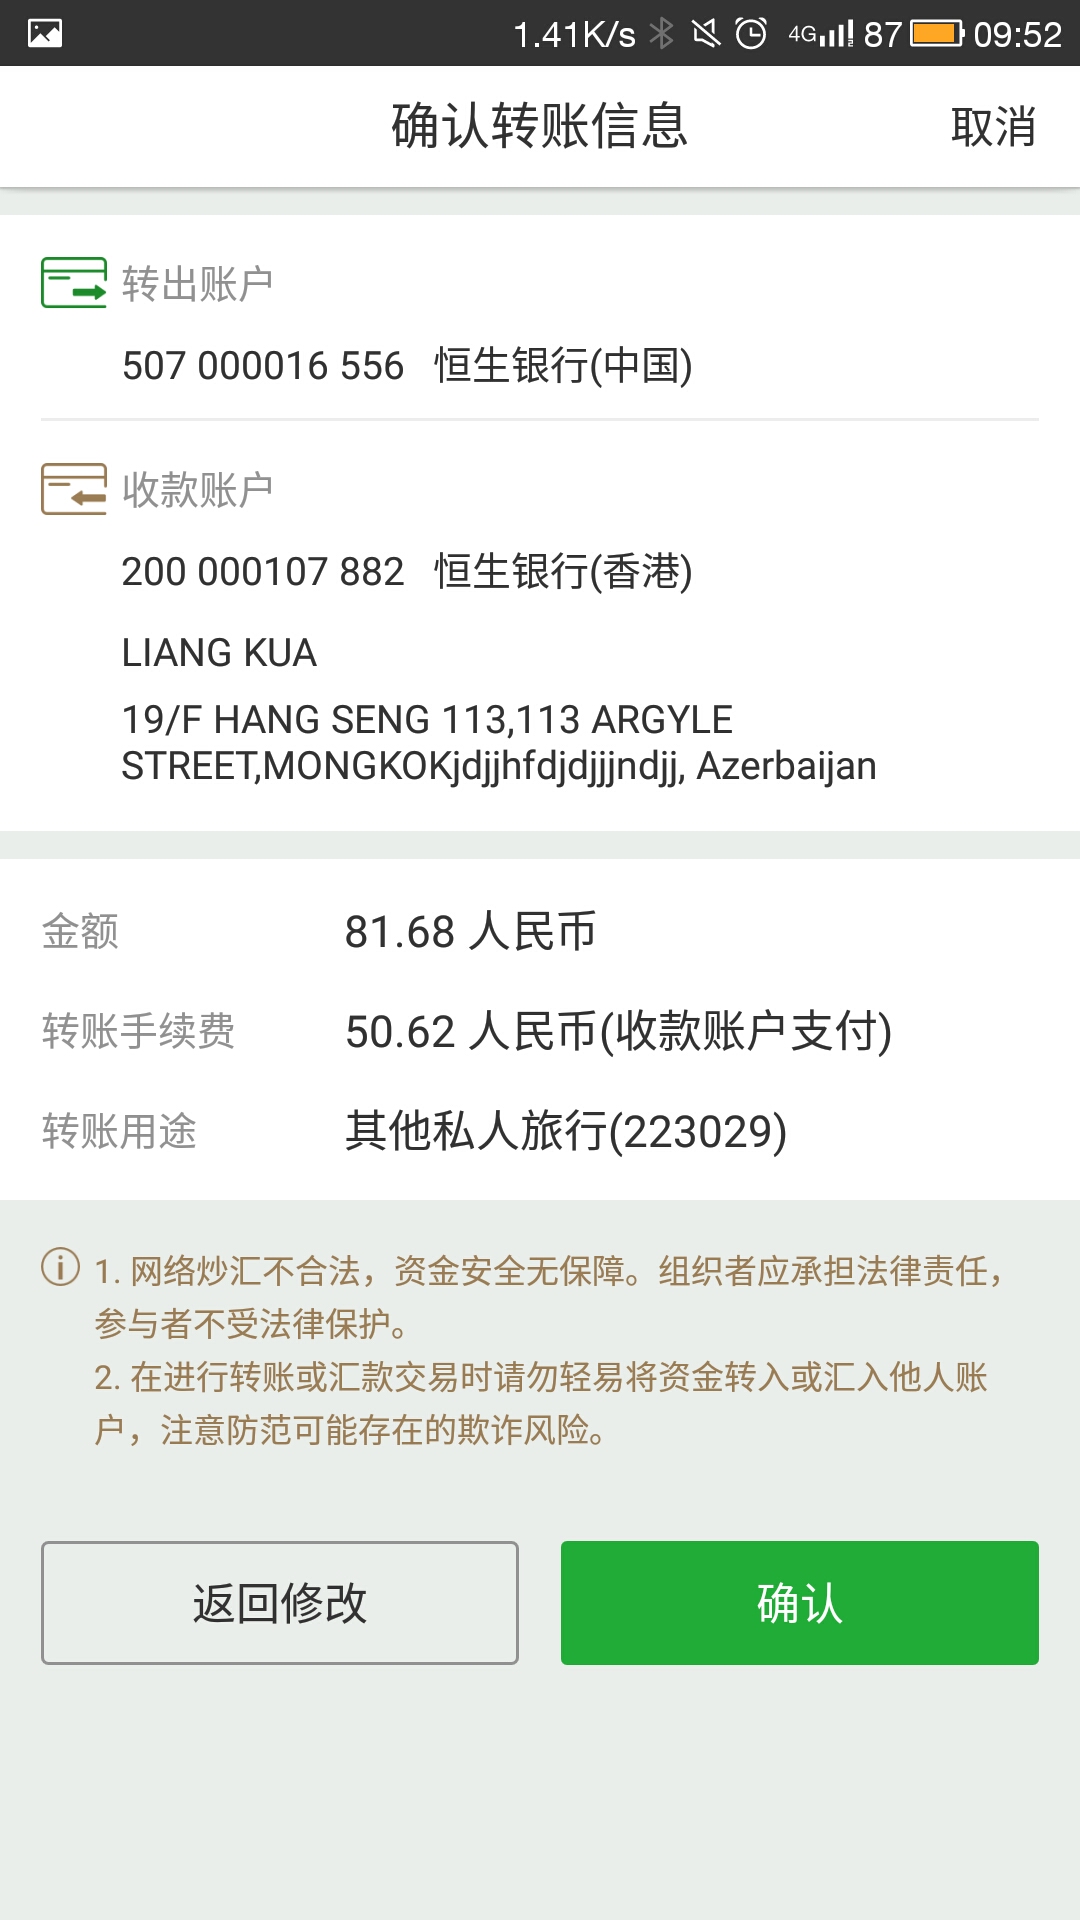 1.41K/s 4G 87 09:52
确认转账信息 取消
转出账户
507 000016 556 恒生银行(中国)
收款账户
200 000107 882 恒生银行(香港)
LIANG KUA
19/F HANG SENG 113,113 ARGYLE
STREET,MONGKOKjdjjhfdjdjjjndjj, Azerbaijan
金额 81.68 人民币
转账手续费 50.62 人民币(收款账户支付)
转账用途 其他私人旅行(223029)
1. 网络炒汇不合法，资金安全无保障。组织者应承担法律责任，
参与者不受法律保护。
2. 在进行转账或汇款交易时请勿轻易将资金转入或汇入他人账
户，注意防范可能存在的欺诈风险。
返回修改 确认